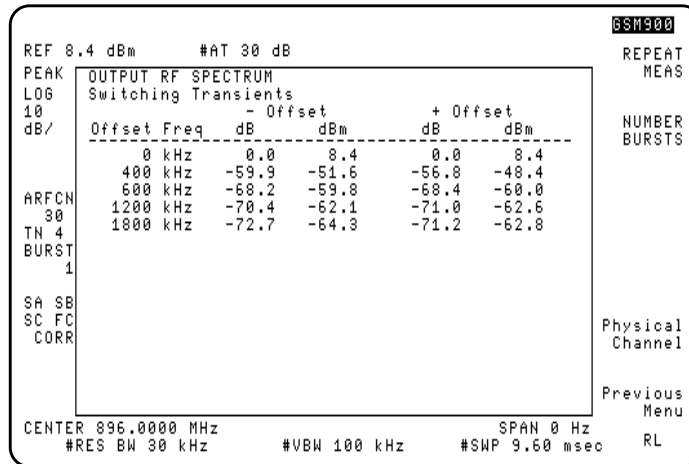 GSM900
REF 8.4 dBm #AT 30 dB
REPEAT
MEAS
PEAK
LOG
10
dB/
OUTPUT RF SPECTRUM
Switching Transients
- Offset + Offset
Offset Freq dB dBm dB dBm
0 kHz 0.0 8.4 0.0 8.4
400 kHz -59.9 -51.6 -56.8 -48.4
600 kHz -68.2 -59.8 -68.4 -60.0
1200 kHz -70.4 -62.1 -71.0 -62.6
1800 kHz -72.7 -64.3 -71.2 -62.8
NUMBER
BURSTS
ARFCN
30
TN 4
BURST
1
SA SB
SC FC
CORR
Physical
Channel
Previous
Menu
CENTER 896.0000 MHz SPAN 0 Hz
#RES BW 30 kHz #VBW 100 kHz #SWP 9.60 msec
RL